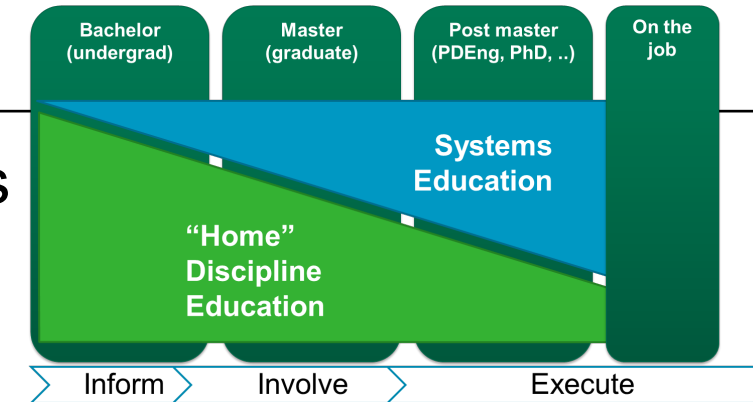 Bachelor
(undergrad)
Master
(graduate)
Post master
(PDEng, PhD, ..)
On the
job
Systems
Education
s
“Home”
Discipline
Education
Inform
Involve
Execute